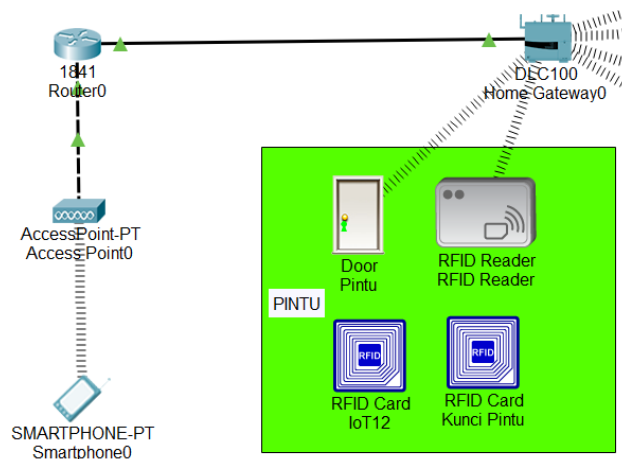 1841
Router0
DLC100
Home Gateway0
AccessPoint-PT
Access Point0
SMARTPHONE-PT
Smartphone0
PINTU
Door
Pintu
RFID Reader
RFID Reader
RFID
RFID Card
IoT12
RFID
RFID Card
Kunci Pintu